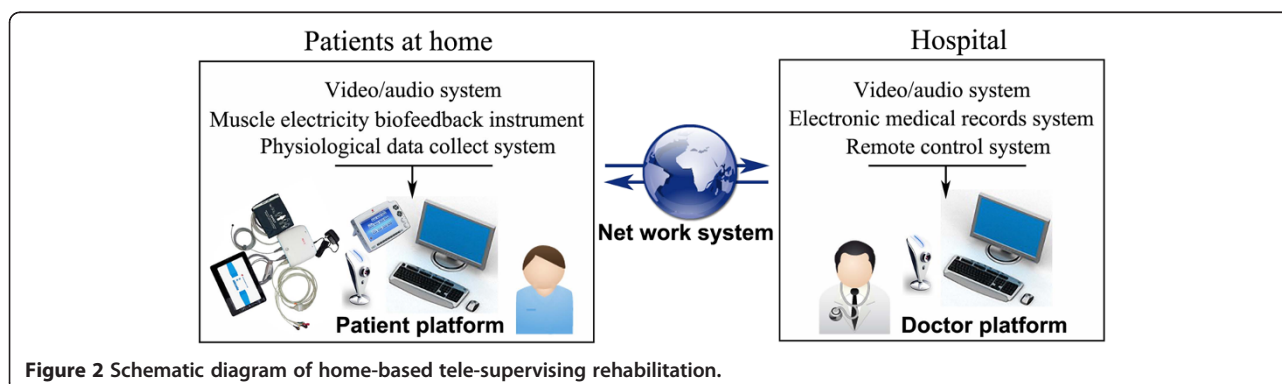 Patients at home
Video/audio system
Muscle electricity biofeedback instrument
Physiological data collect system
Patient platform
Net work system
Hospital
Video/audio system
Electronic medical records system
Remote control system
Doctor platform
Figure 2 Schematic diagram of home-based tele-supervising rehabilitation.